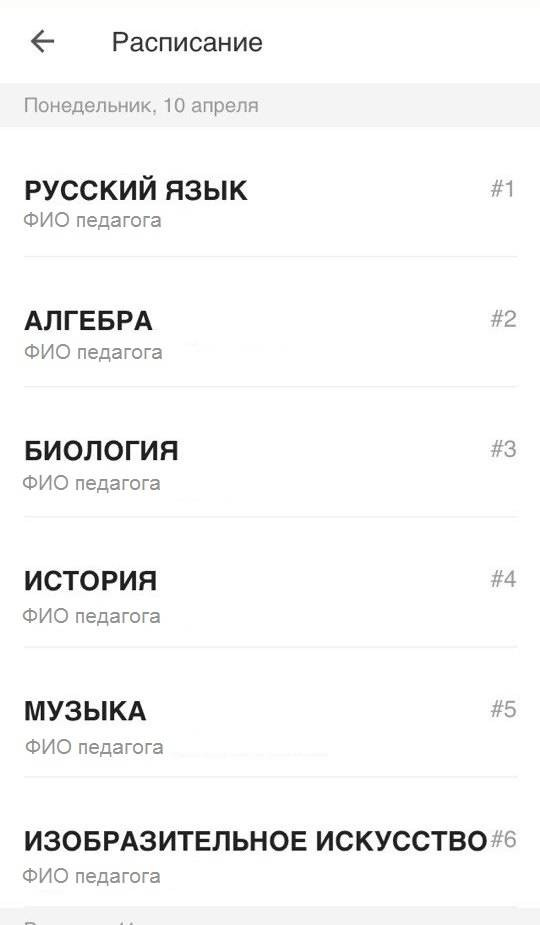 Расписание
Понедельник, 10 апреля
РУССКИЙ ЯЗЫК #1
ФИО педагога
АЛГЕБРА #2
ФИО педагога
БИОЛОГИЯ #3
ФИО педагога
ИСТОРИЯ #4
ФИО педагога
МУЗЫКА #5
ФИО педагога
ИЗОБРАЗИТЕЛЬНОЕ ИСКУССТВО #6
ФИО педагога